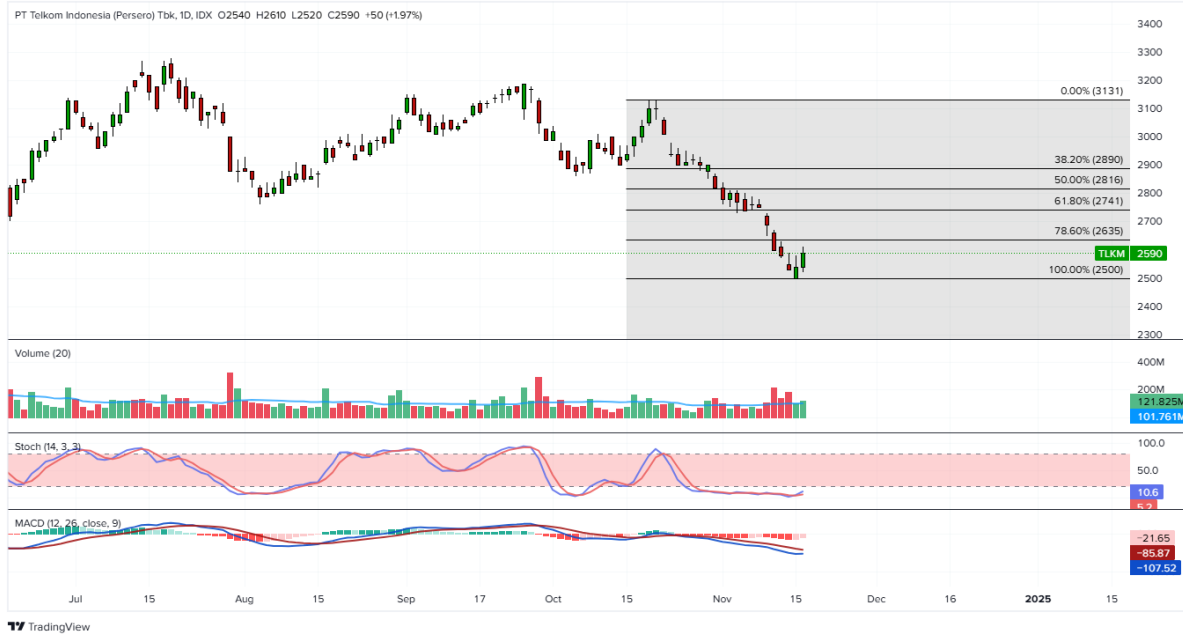 PT Telkom Indonesia (Persero) Tbk, 1D, IDX O2540 H2610 L2520 C2590 +50 (+1.97%)
3400
3300
3200
0.00% (3131)
3100
3000
38.20% (2890)
2900
50.00% (2816)
2800
61.80% (2741)
2700
78.60% (2635)
TLKM 2590
100.00% (2500)
2500
2400
2300
Volume (20)
400M
200M
121.825M
101.761M
Stoch (14, 3, 3)
100.0
50.0
10.6
5.2
MACD (12, 26, close, 9)
−21.65
−85.87
−107.52
Jul 15 Aug 15 Sep 17 Oct 15 Nov 15 Dec 16 2025 15
TradingView